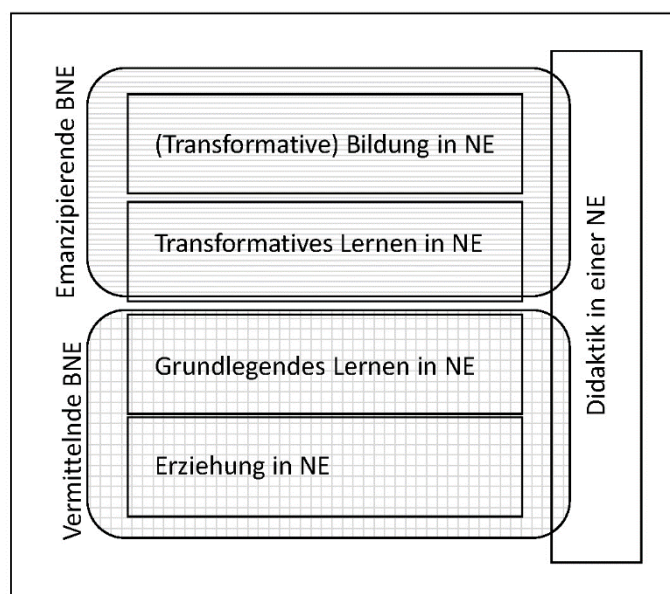 Emanzipierende BNE
(Transformative) Bildung in NE
Transformatives Lernen in NE
Vermittelnde BNE
Grundlegendes Lernen in NE
Erziehung in NE
Didaktik in einer NE